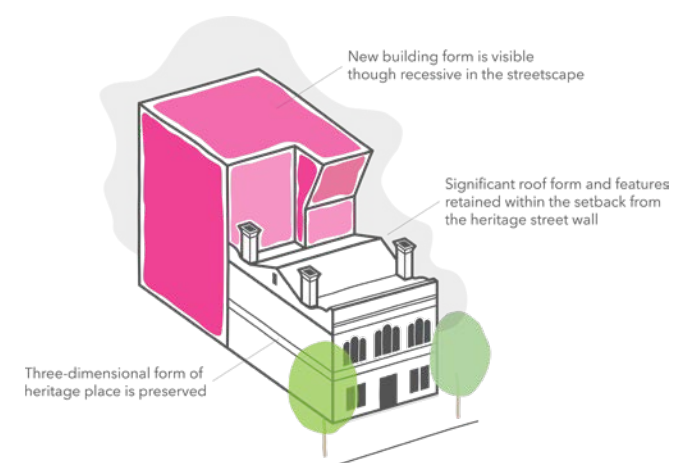 New building form is visible
though recessive in the streetscape
Significant roof form and features
retained within the setback from
the heritage street wall
Three-dimensional form of
heritage place is preserved